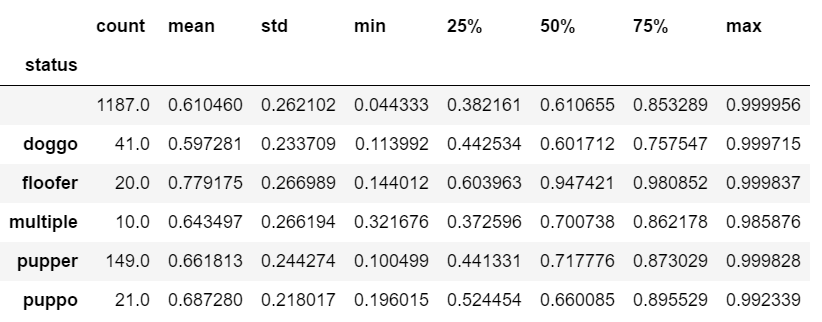 count mean std min 25% 50% 75% max
status
1187.0 0.610460 0.262102 0.044333 0.382161 0.610655 0.853289 0.999956
doggo 41.0 0.597281 0.233709 0.113992 0.442534 0.601712 0.757547 0.999715
floofer 20.0 0.779175 0.266989 0.144012 0.603963 0.947421 0.980852 0.999837
multiple 10.0 0.643497 0.266194 0.321676 0.372596 0.700738 0.862178 0.985876
pupper 149.0 0.661813 0.244274 0.100499 0.441331 0.717776 0.873029 0.999828
puppo 21.0 0.687280 0.218017 0.196015 0.524454 0.660085 0.895529 0.992339